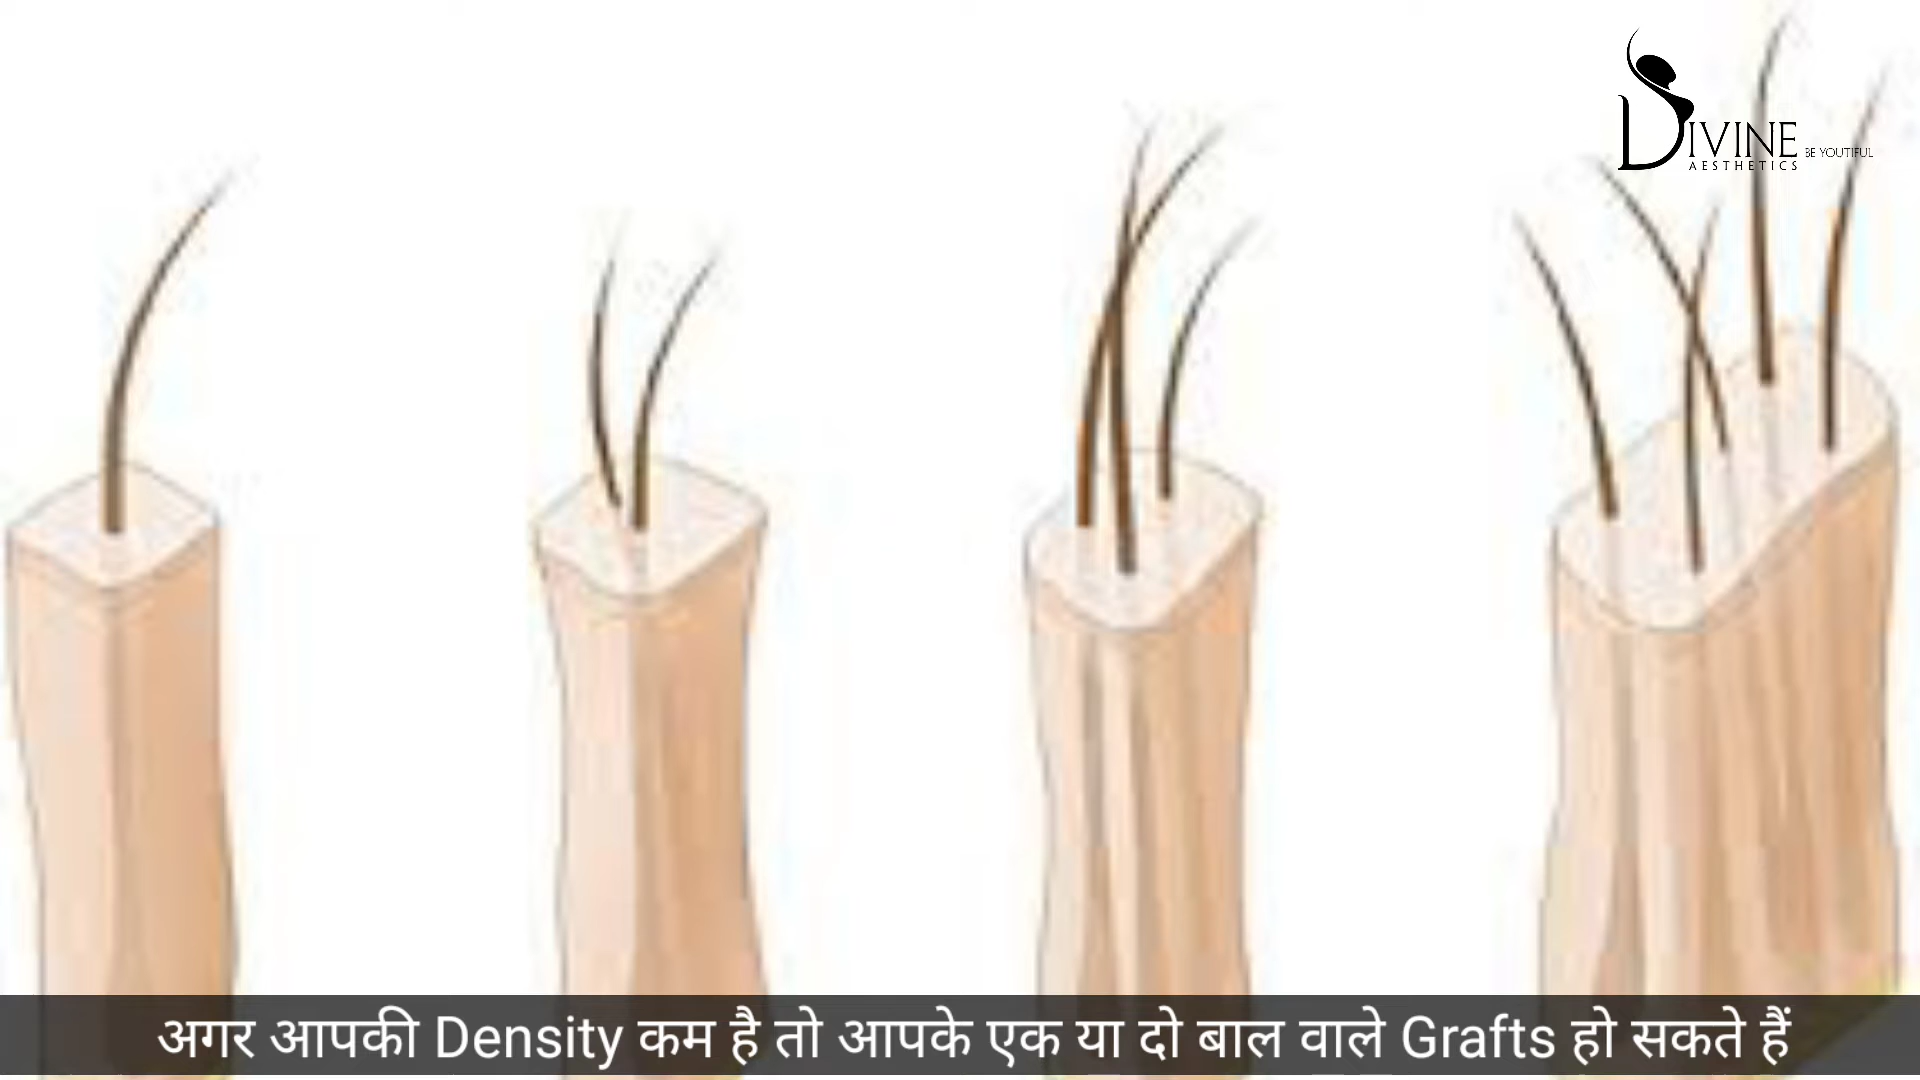 DIVINE
AESTHETICS
BE YOUTIFUL
अगर आपकी Density कम है तो आपके एक या दो बाल वाले Grafts हो सकते हैं